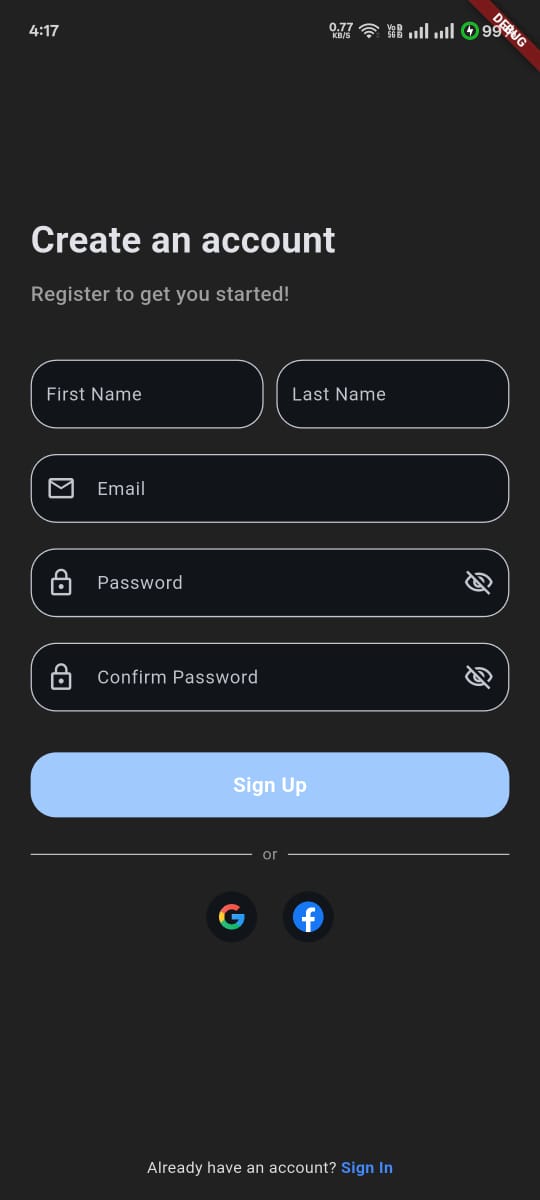 4:17
0.77
KB/S
Vo
5G
DEBUG
Create an account
Register to get you started!
First Name
Last Name
Email
Password
Confirm Password
Sign Up
or
Already have an account? Sign In